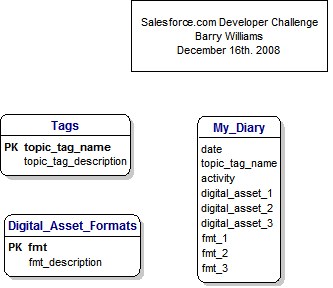 Salesforce.com Developer Challenge
Barry Williams
December 16th. 2008
Tags
PK topic_tag_name
topic_tag_description
My_Diary
date
topic_tag_name
activity
digital_asset_1
digital_asset_2
digital_asset_3
fmt_1
fmt_2
fmt_3
Digital_Asset_Formats
PK fmt
fmt_description